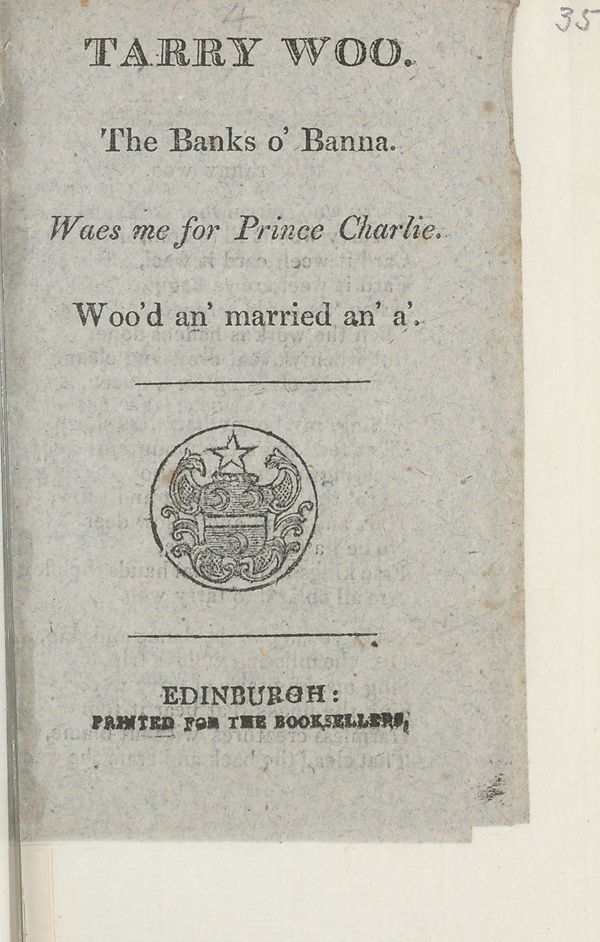 4
35
TARRY WOO.
The Banks o' Banna.
Waes me for Prince Charlie.
Woo'd an' married an' a'.
EDINBURGH:
PRINTED FOR THE BOOKSELLERS,